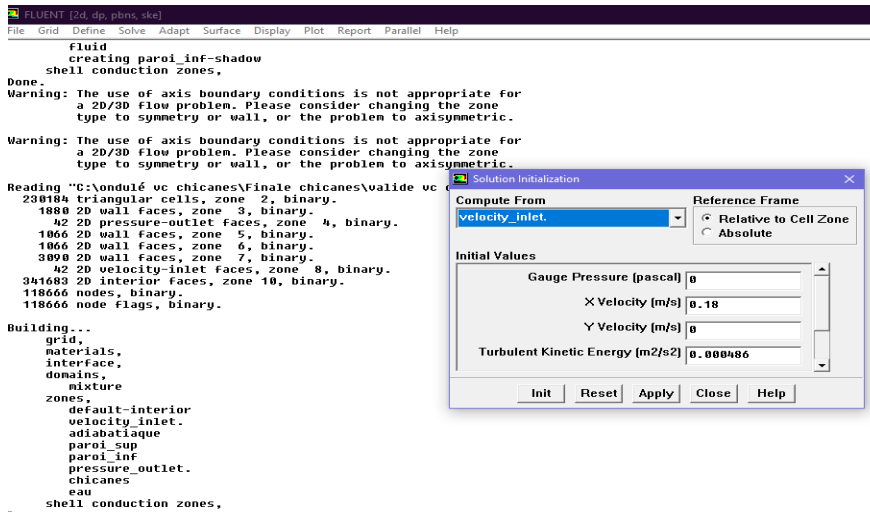 FLUENT [2d, dp, pbns, ske]
File Grid Define Solve Adapt Surface Display Plot Report Parallel Help
fluid
creating paroi_inf-shadow
shell conduction zones,
Done.
Warning: The use of axis boundary conditions is not appropriate for
a 2D/3D flow problem. Please consider changing the zone
type to symmetry or wall, or the problem to axisymmetric.
Warning: The use of axis boundary conditions is not appropriate for
a 2D/3D flow problem. Please consider changing the zone
type to symmetry or wall, or the problem to axisymmetric.
Reading "C:\ondulé vc chicanes\Finale chicanes\valide vc
230184 triangular cells, zone 2, binary.
1880 2D wall faces, zone 3, binary.
42 2D pressure-outlet faces, zone 4, binary.
1066 2D wall faces, zone 5, binary.
1066 2D wall faces, zone 6, binary.
3090 2D wall faces, zone 7, binary.
42 2D velocity-inlet faces, zone 8, binary.
341683 2D interior faces, zone 10, binary.
118666 nodes, binary.
118666 node flags, binary.
Building...
grid,
materials,
interface,
domains,
mixture
zones,
default-interior
velocity_inlet.
adiabatiaque
paroi_sup
paroi_inf
pressure_outlet.
chicanes
eau
shell conduction zones,
Solution Initialization
Compute From
velocity_inlet.
Reference Frame
Relative to Cell Zone
Absolute
Initial Values
Gauge Pressure (pascal) 0
X Velocity (m/s) 0.18
Y Velocity (m/s) 0
Turbulent Kinetic Energy (m2/s2) 0.000486
Init Reset Apply Close Help